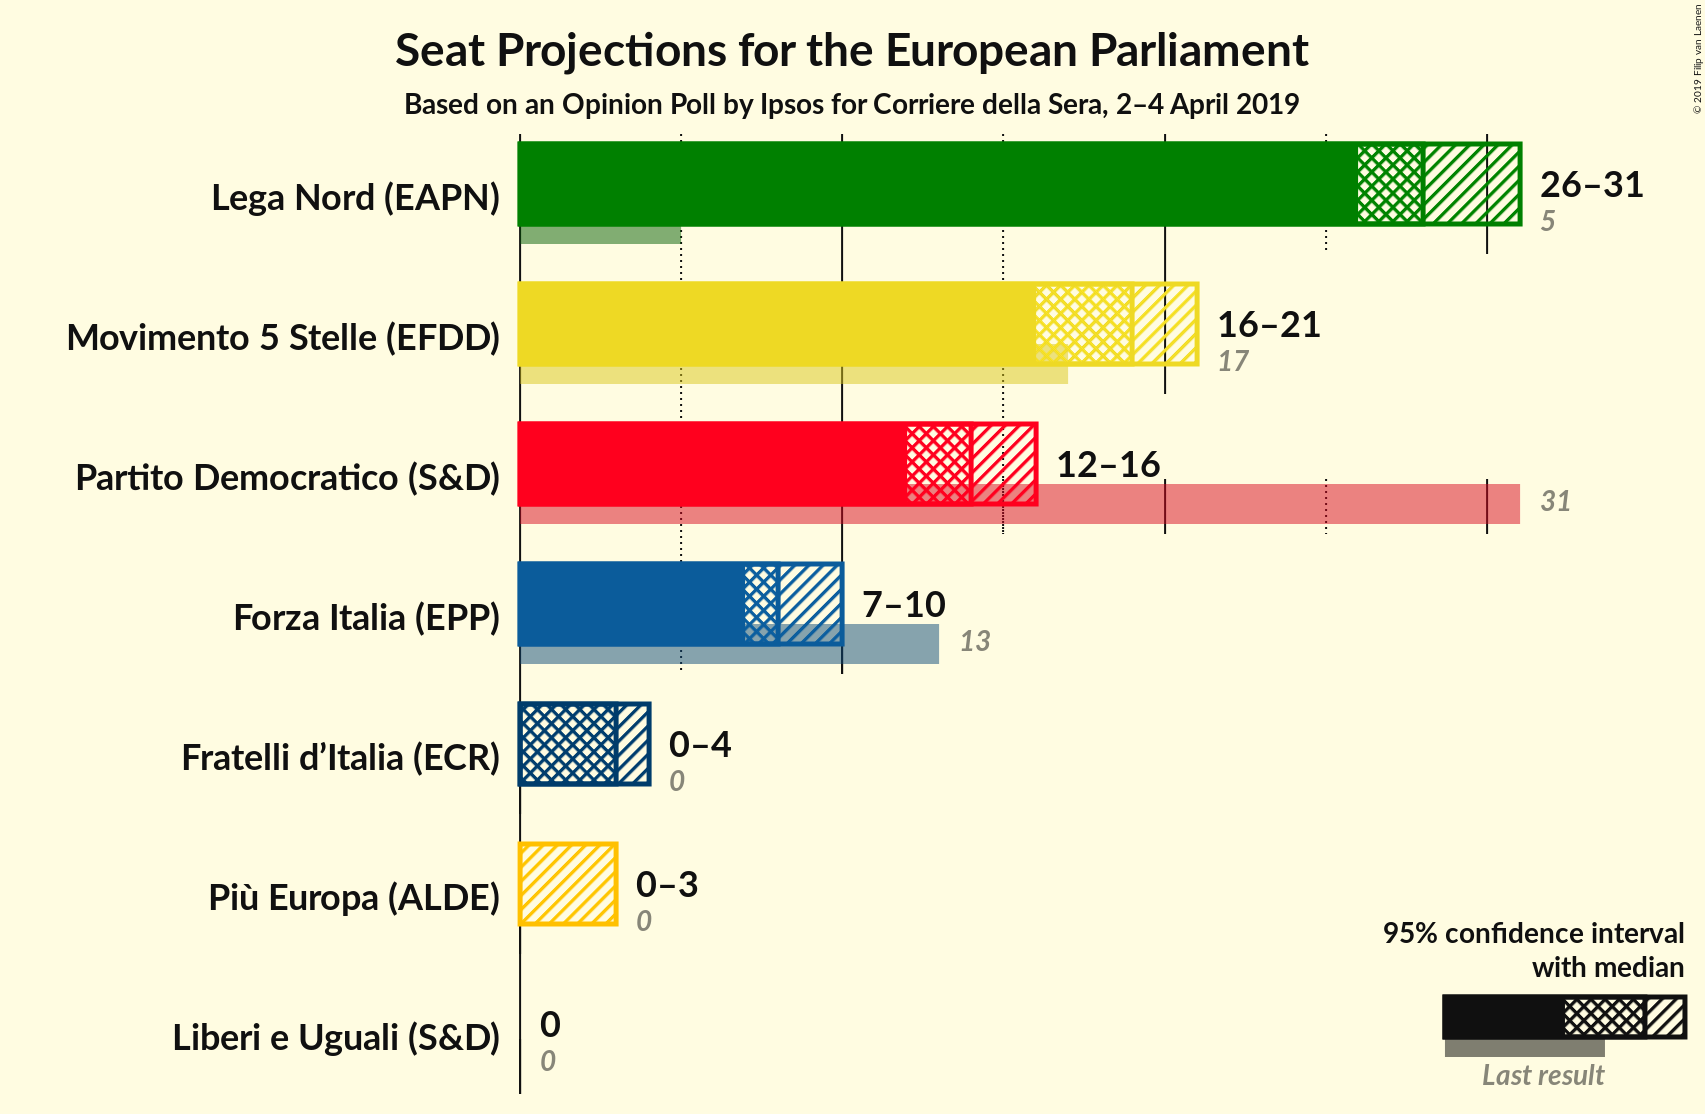 Seat Projections for the European Parliament
Based on an Opinion Poll by Ipsos for Corriere della Sera, 2–4 April 2019
© 2019 Filip van Laenen
Lega Nord (EAPN)
26–31
5
Movimento 5 Stelle (EFDD)
16–21
17
Partito Democratico (S&D)
12–16
31
Forza Italia (EPP)
7–10
13
Fratelli d’Italia (ECR)
0–4
0
Più Europa (ALDE)
0–3
0
Liberi e Uguali (S&D)
0
0
95% confidence interval
with median
Last result